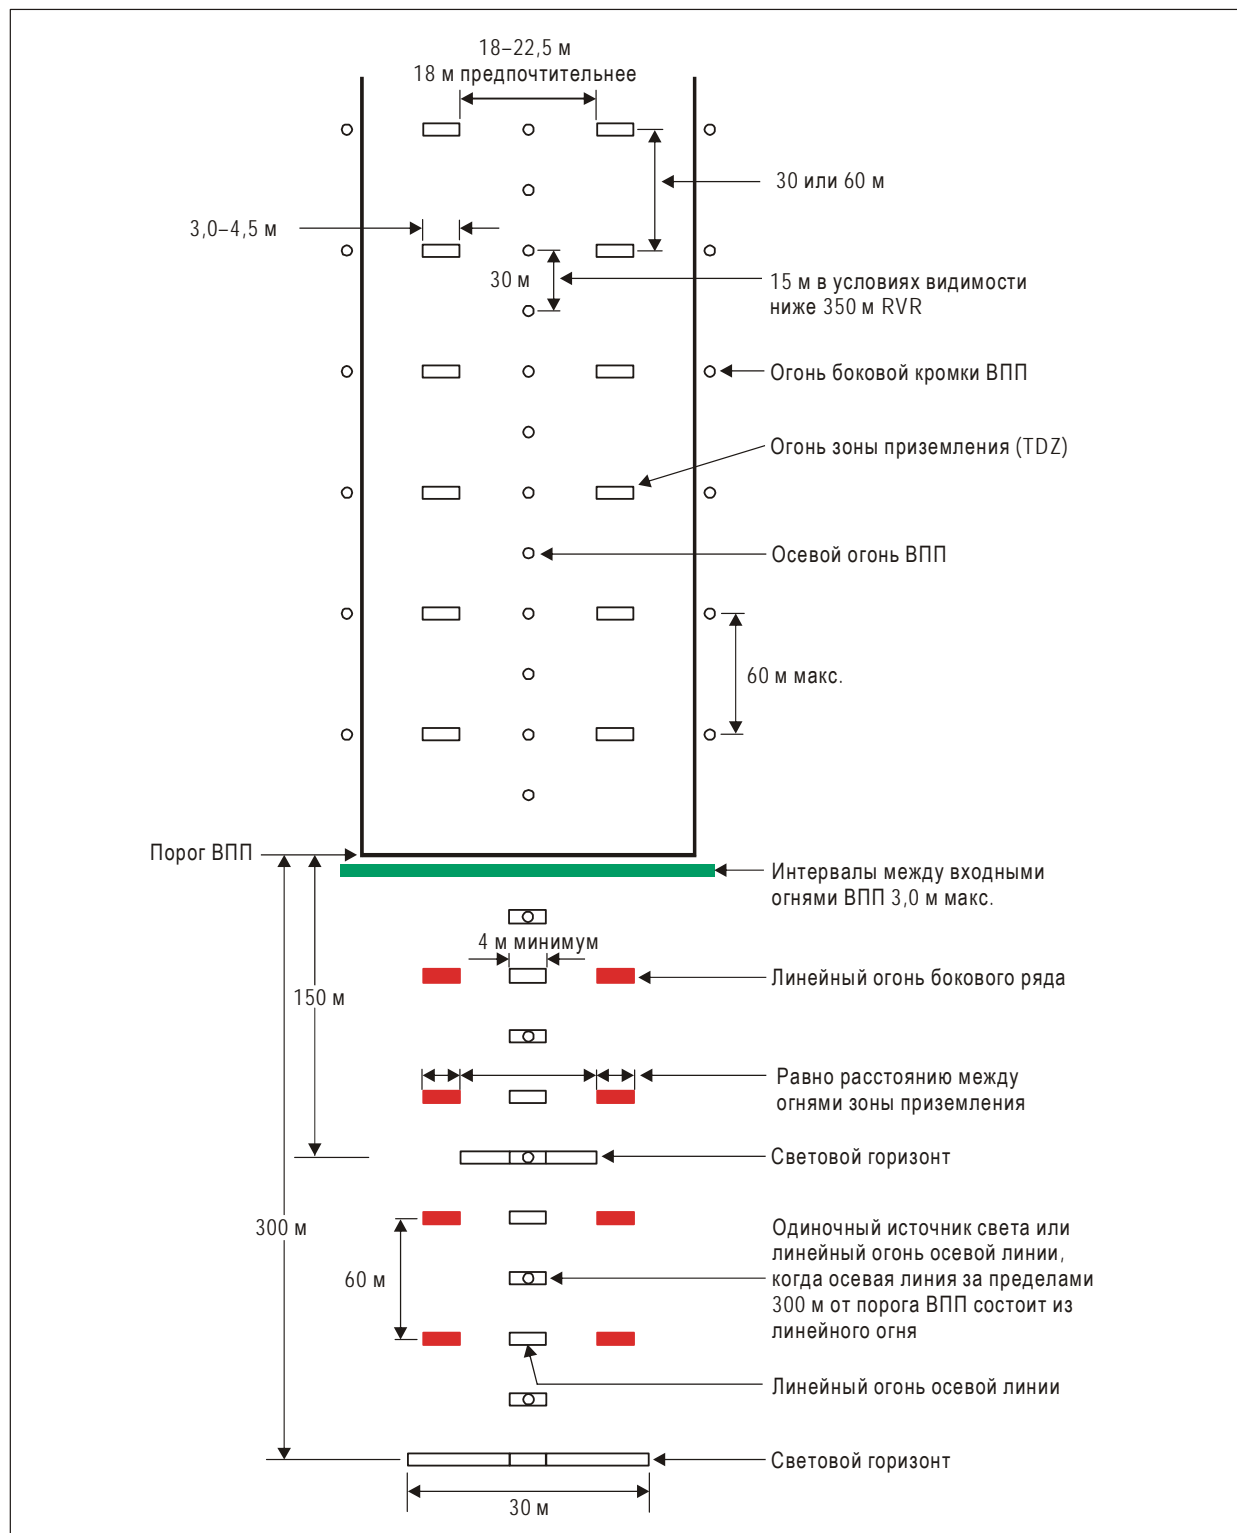 18–22,5 м
18 м предпочтительнее
30 или 60 м
3,0–4,5 м
30 м
15 м в условиях видимости
ниже 350 м RVR
Огонь боковой кромки ВПП
Огонь зоны приземления (TDZ)
Осевой огонь ВПП
60 м макс.
Порог ВПП
Интервалы между входными
огнями ВПП 3,0 м макс.
4 м минимум
Линейный огонь бокового ряда
150 м
Равно расстоянию между
огнями зоны приземления
Световой горизонт
300 м
Одиночный источник света или
линейный огонь осевой линии,
когда осевая линия за пределами
300 м от порога ВПП состоит из
линейного огня
60 м
Линейный огонь осевой линии
Световой горизонт
30 м